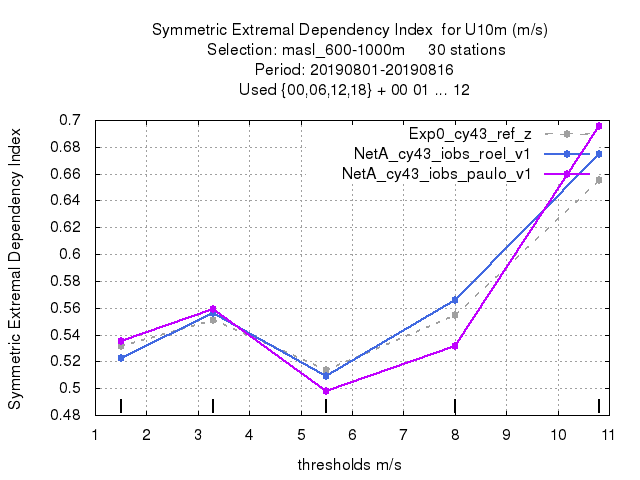 Symmetric Extremal Dependency Index  for U10m (m/s)
Selection: masl_600-1000m     30 stations
Period: 20190801-20190816
Used {00,06,12,18} + 00 01 ... 12
Symmetric Extremal Dependency Index
0.7
0.68
0.66
0.64
0.62
0.6
0.58
0.56
0.54
0.52
0.5
0.48
Exp0_cy43_ref_z
NetA_cy43_iobs_roel_v1
NetA_cy43_iobs_paulo_v1
1 2 3 4 5 6 7 8 9 10 11
thresholds m/s